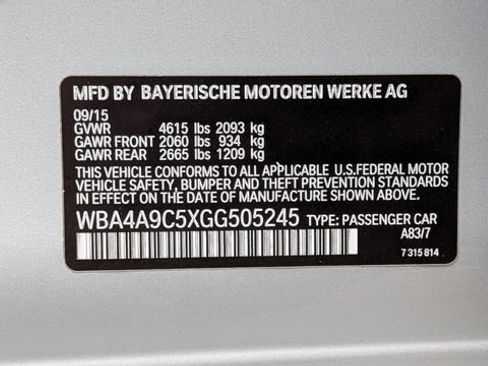 MFD BY BAYERISCHE MOTOREN WERKE AG
09/15
GVWR 4615 lbs 2093 kg
GAWR FRONT 2060 lbs 934 kg
GAWR REAR 2665 lbs 1209 kg
THIS VEHICLE CONFORMS TO ALL APPLICABLE U.S.FEDERAL MOTOR
VEHICLE SAFETY, BUMPER AND THEFT PREVENTION STANDARDS
IN EFFECT ON THE DATE OF MANUFACTURE SHOWN ABOVE.
WBA4A9C5XGG505245 TYPE: PASSENGER CAR
A83/7
7 315 814